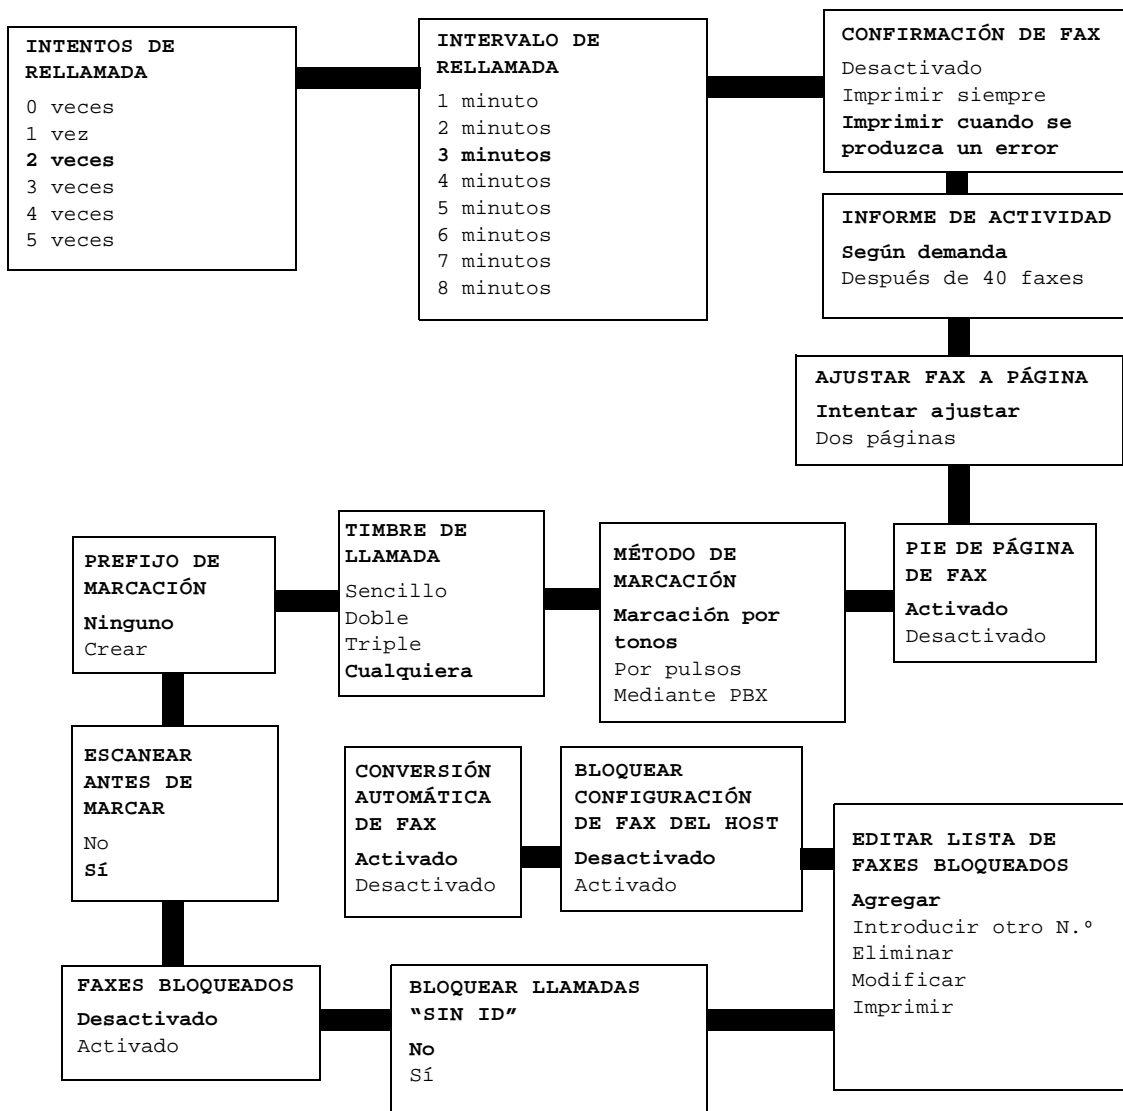 INTENTOS DE
RELLAMADA
0 veces
1 vez
2 veces
3 veces
4 veces
5 veces
INTERVALO DE
RELLAMADA
1 minuto
2 minutos
3 minutos
4 minutos
5 minutos
6 minutos
7 minutos
8 minutos
CONFIRMACIÓN DE FAX
Desactivado
Imprimir siempre
Imprimir cuando se
produzca un error
INFORME DE ACTIVIDAD
Según demanda
Después de 40 faxes
AJUSTAR FAX A PÁGINA
Intentar ajustar
Dos páginas
PIE DE PÁGINA
DE FAX
Activado
Desactivado
MÉTODO DE
MARCACIÓN
Marcación por
tonos
Por pulsos
Mediante PBX
TIMBRE DE
LLAMADA
Sencillo
Doble
Triple
Cualquiera
PREFIJO DE
MARCACIÓN
Ninguno
Crear
ESCANEAR
ANTES DE
MARCAR
No
Sí
FAXES BLOQUEADOS
Desactivado
Activado
BLOQUEAR LLAMADAS
“SIN ID”
No
Sí
EDITAR LISTA DE
FAXES BLOQUEADOS
Agregar
Introducir otro N.º
Eliminar
Modificar
Imprimir
BLOQUEAR
CONFIGURACIÓN
DE FAX DEL HOST
Desactivado
Activado
CONVERSIÓN
AUTOMÁTICA
DE FAX
Activado
Desactivado